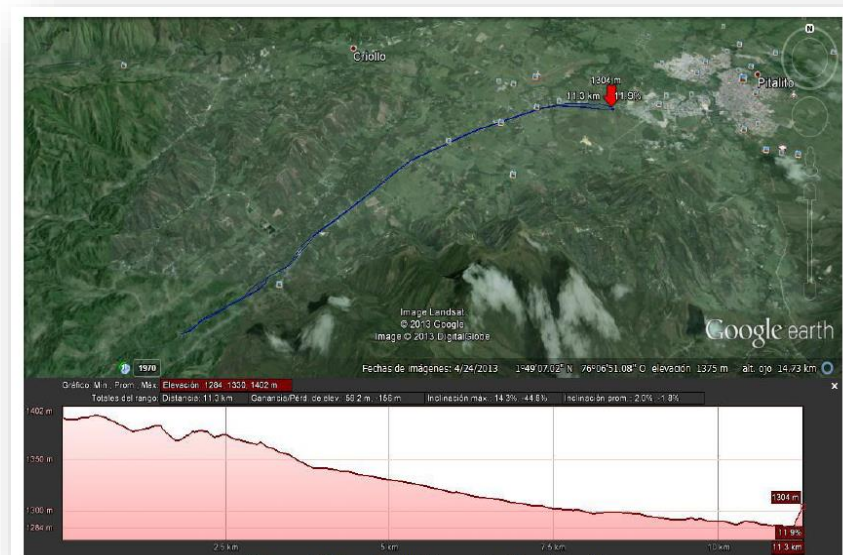 N
Criollo
1304 m
Pitalito
11.3 km 11.9%
Image Landsat
© 2013 Google
Image © 2013 DigitalGlobe
Google earth
1970
Fechas de imágenes: 4/24/2013 1°49'07.02" N 76°06'51.08" O elevación 1375 m alt. ojo 14.73 km
Gráfico: Mín., Prom., Máx. Elevación: 1284, 1330, 1402 m
Totales del rango: Distancia: 11.3 km Ganancia/Pérd. de elev.: 59.2 m, -156 m Inclinación máx.: 14.3%, -44.8% Inclinación prom.: 2.0%, -1.8%
1402 m
1350 m
1304 m
1300 m
1284 m
11.9%
2.5 km 5 km 7.5 km 10 km 11.3 km